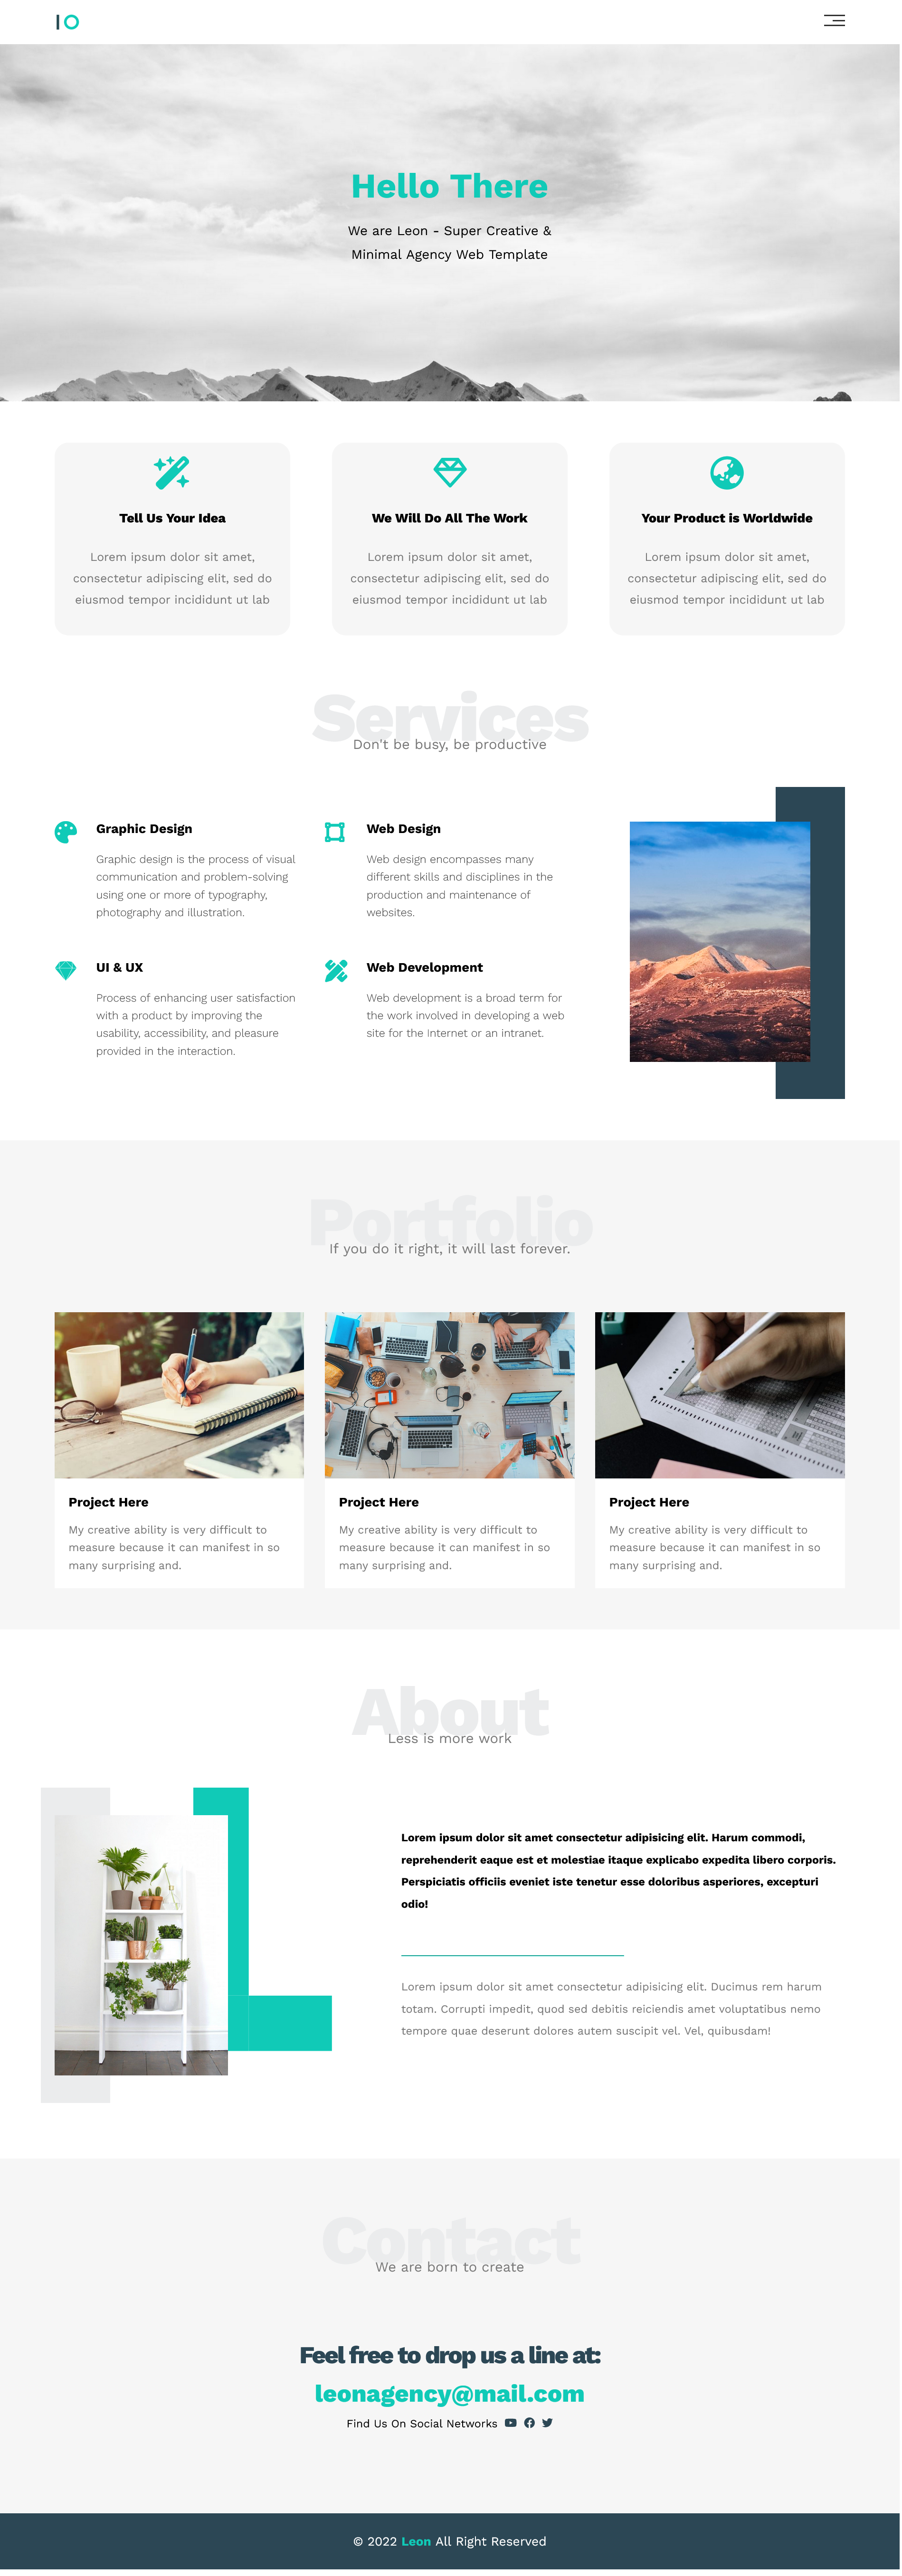 IO
Hello There
We are Leon - Super Creative &
Minimal Agency Web Template
Tell Us Your Idea
Lorem ipsum dolor sit amet,
consectetur adipiscing elit, sed do
eiusmod tempor incididunt ut lab
We Will Do All The Work
Lorem ipsum dolor sit amet,
consectetur adipiscing elit, sed do
eiusmod tempor incididunt ut lab
Your Product is Worldwide
Lorem ipsum dolor sit amet,
consectetur adipiscing elit, sed do
eiusmod tempor incididunt ut lab
Services
Don't be busy, be productive
Graphic Design
Graphic design is the process of visual
communication and problem-solving
using one or more of typography,
photography and illustration.
Web Design
Web design encompasses many
different skills and disciplines in the
production and maintenance of
websites.
UI & UX
Process of enhancing user satisfaction
with a product by improving the
usability, accessibility, and pleasure
provided in the interaction.
Web Development
Web development is a broad term for
the work involved in developing a web
site for the Internet or an intranet.
Portfolio
If you do it right, it will last forever.
Project Here
My creative ability is very difficult to
measure because it can manifest in so
many surprising and.
Project Here
My creative ability is very difficult to
measure because it can manifest in so
many surprising and.
Project Here
My creative ability is very difficult to
measure because it can manifest in so
many surprising and.
About
Less is more work
Lorem ipsum dolor sit amet consectetur adipisicing elit. Harum commodi,
reprehenderit eaque est et molestiae itaque explicabo expedita libero corporis.
Perspiciatis officiis eveniet iste tenetur esse doloribus asperiores, excepturi
odio!
Lorem ipsum dolor sit amet consectetur adipisicing elit. Ducimus rem harum
totam. Corrupti impedit, quod sed debitis reiciendis amet voluptatibus nemo
tempore quae deserunt dolores autem suscipit vel. Vel, quibusdam!
Contact
We are born to create
Feel free to drop us a line at:
leonagency@mail.com
Find Us On Social Networks
© 2022 Leon All Right Reserved